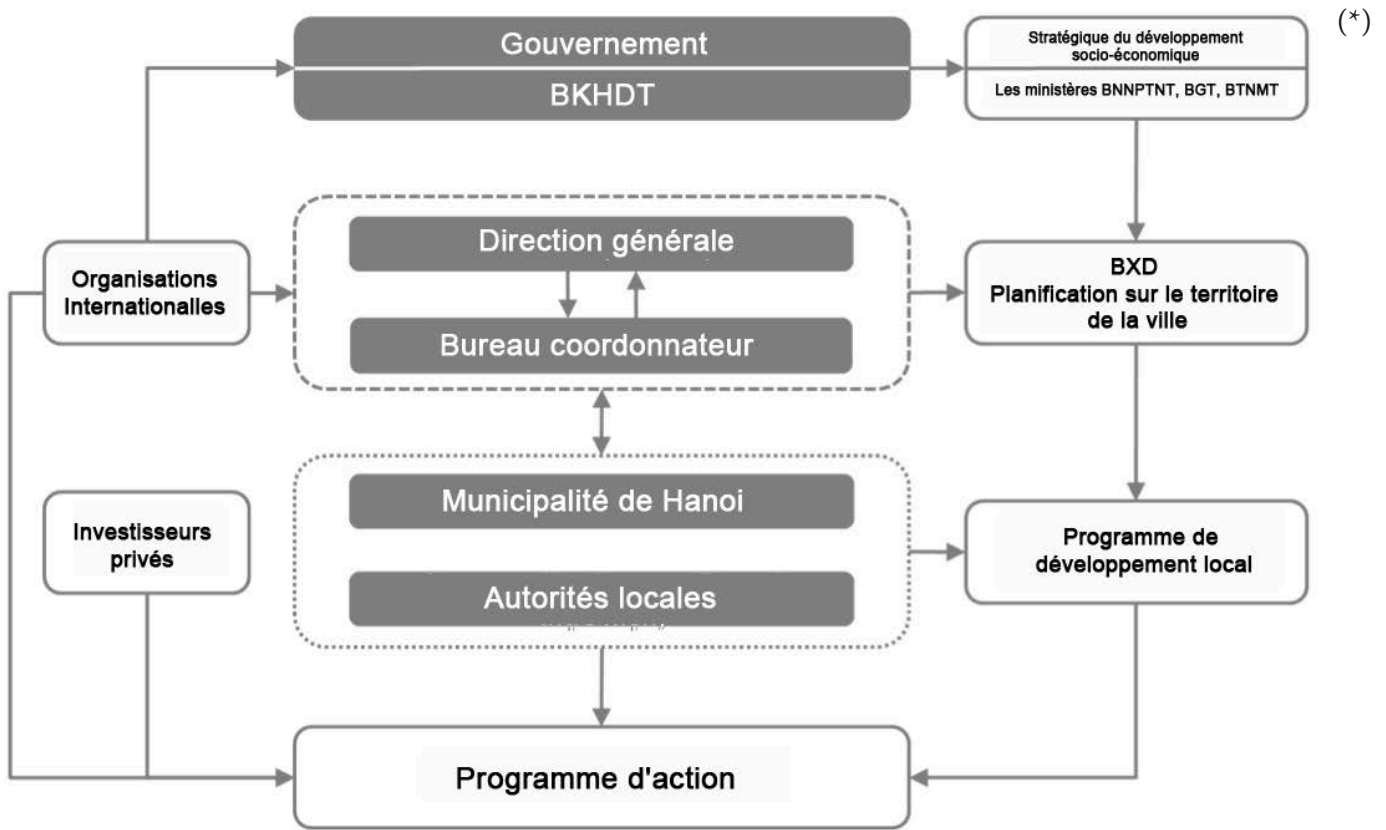 (*)
Gouvernement
BKHDT
Stratégique du développement
socio-économique
Les ministères BNNPTNT, BGT, BTNMT
Organisations
Internationalles
Direction générale
Bureau coordonnateur
BXD
Planification sur le territoire
de la ville
Investisseurs
privés
Municipalité de Hanoi
Autorités locales
Programme de
développement local
Programme d'action